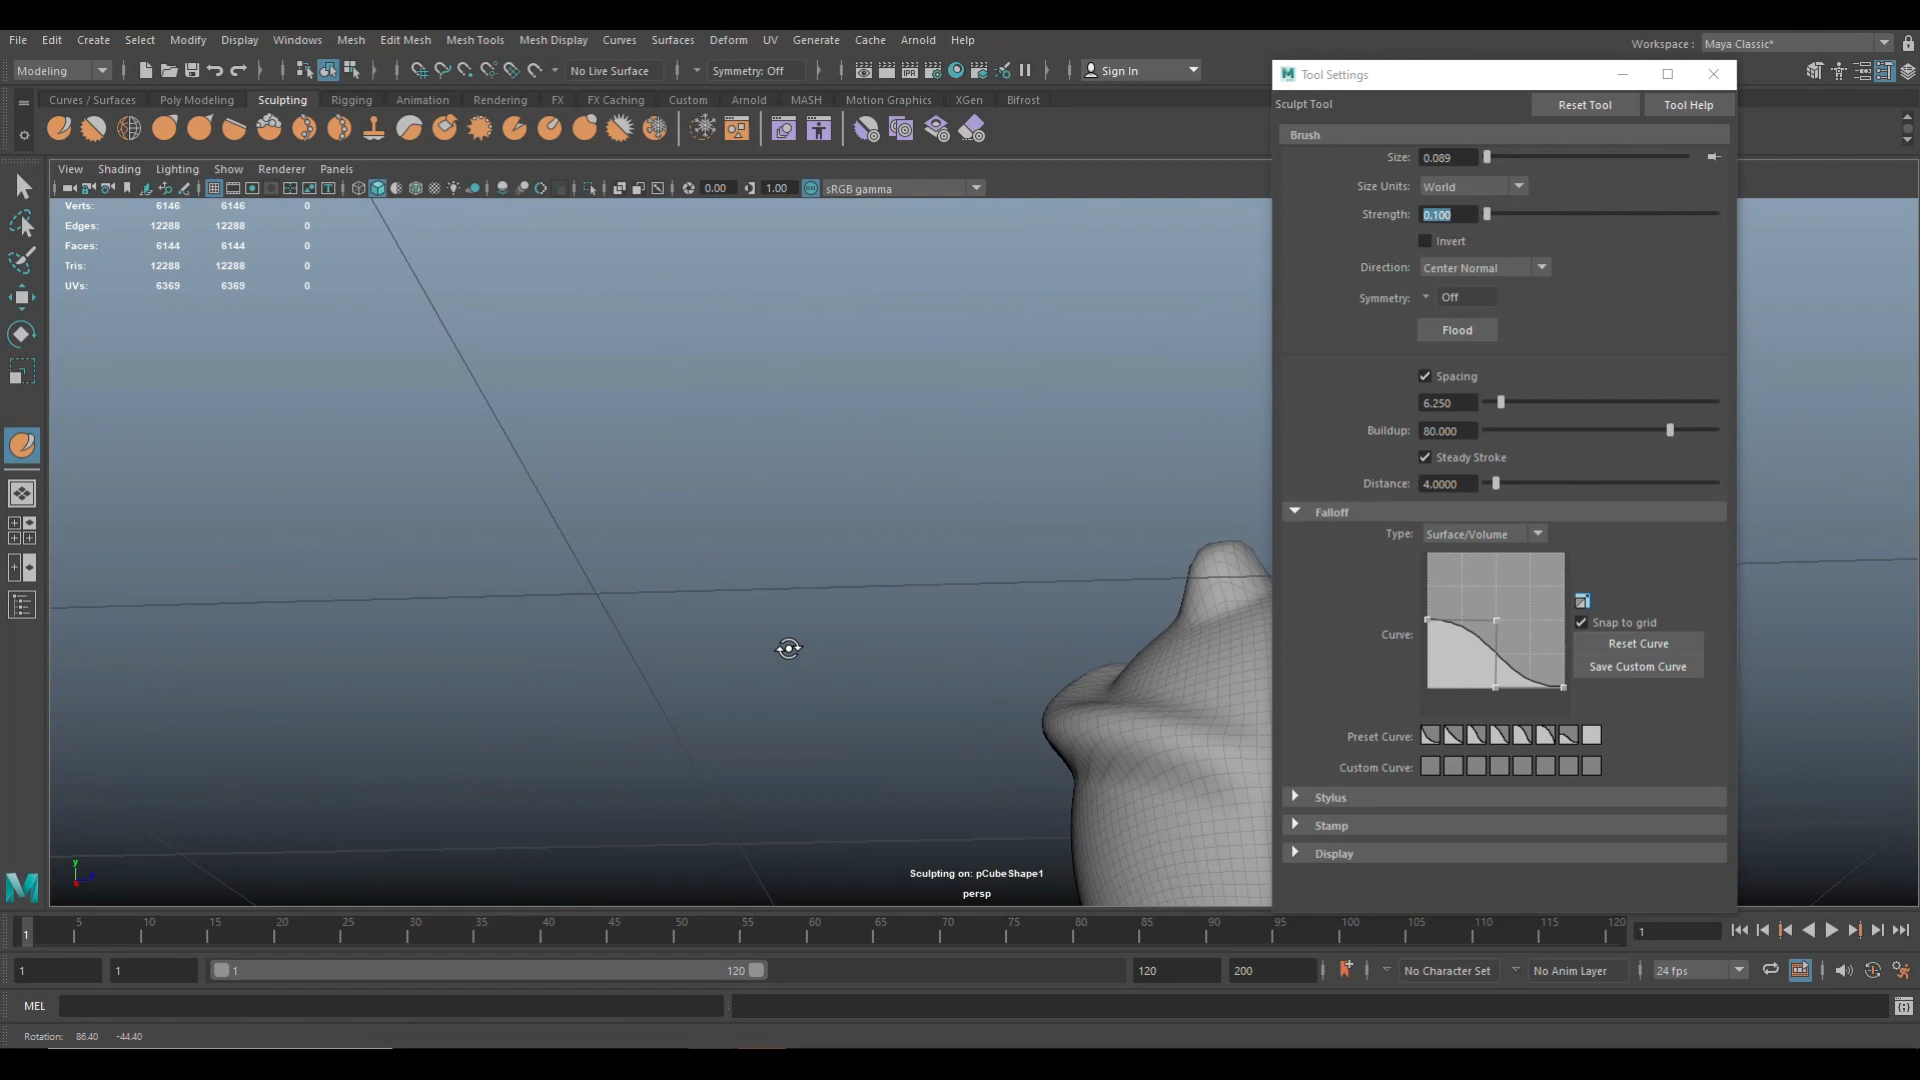 File Edit Create Select Modify Display Windows Mesh Edit Mesh Mesh Tools Mesh Display Curves Surfaces Deform UV Generate Cache Arnold Help
Workspace : Maya Classic*
Modeling No Live Surface Symmetry: Off Sign In
Curves / Surfaces Poly Modeling Sculpting Rigging Animation Rendering FX FX Caching Custom Arnold MASH Motion Graphics XGen Bifrost
View Shading Lighting Show Renderer Panels
0.00 1.00 sRGB gamma
Verts: 6146 6146 0
Edges: 12288 12288 0
Faces: 6144 6144 0
Tris: 12288 12288 0
UVs: 6369 6369 0
Sculpting on: pCubeShape1
persp
Tool Settings
Sculpt Tool Reset Tool Tool Help
Brush
Size: 0.089
Size Units: World
Strength: 0.100
Invert
Direction: Center Normal
Symmetry: Off
Flood
Spacing
6.250
Buildup: 80.000
Steady Stroke
Distance: 4.0000
Falloff
Type: Surface/Volume
Curve:
Snap to grid
Reset Curve
Save Custom Curve
Preset Curve:
Custom Curve:
Stylus
Stamp
Display
1 5 10 15 20 25 30 35 40 45 50 55 60 65 70 75 80 85 90 95 100 105 110 115 120 1
1 1 1 120 120 200 No Character Set No Anim Layer 24 fps
MEL
Rotation: 86.40 -44.40